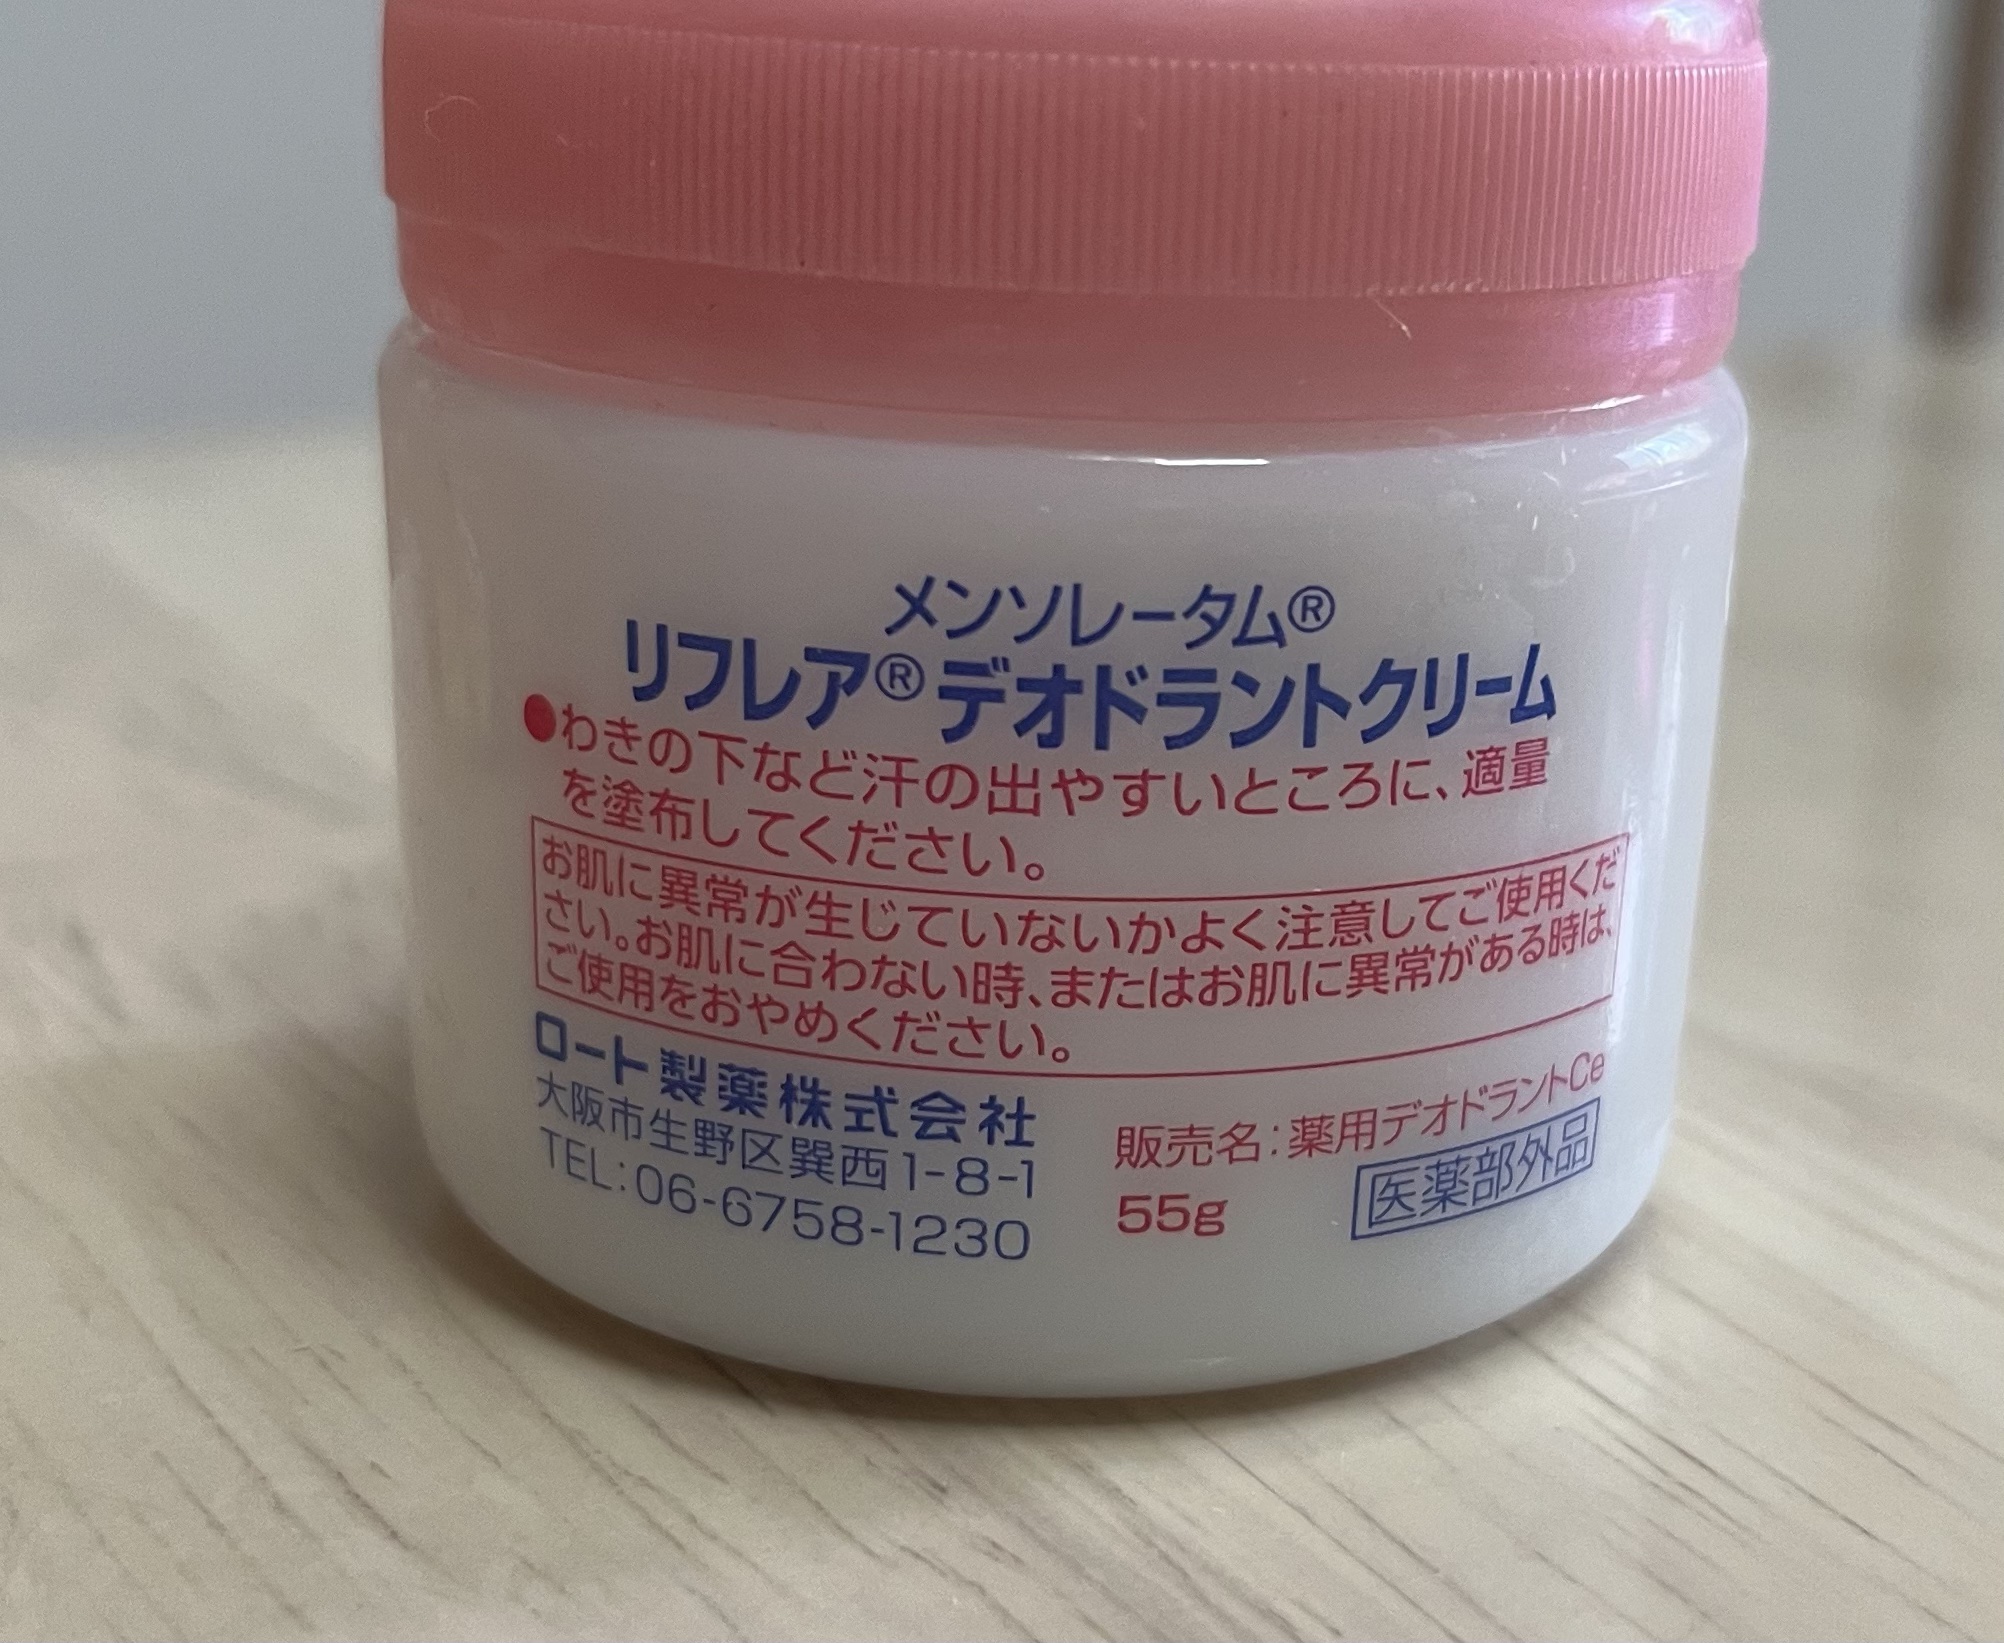 メンソレータム®
リフレア®デオドラントクリーム
●わきの下など汗の出やすいところに、適量
を塗布してください。
お肌に異常が生じていないかよく注意してご使用くだ
さい。お肌に合わない時、またはお肌に異常がある時は、
ご使用をおやめください。
ロート製薬株式会社
大阪市生野区巽西1-8-1
TEL:06-6758-1230
販売名:薬用デオドラントCe
55g
医薬部外品